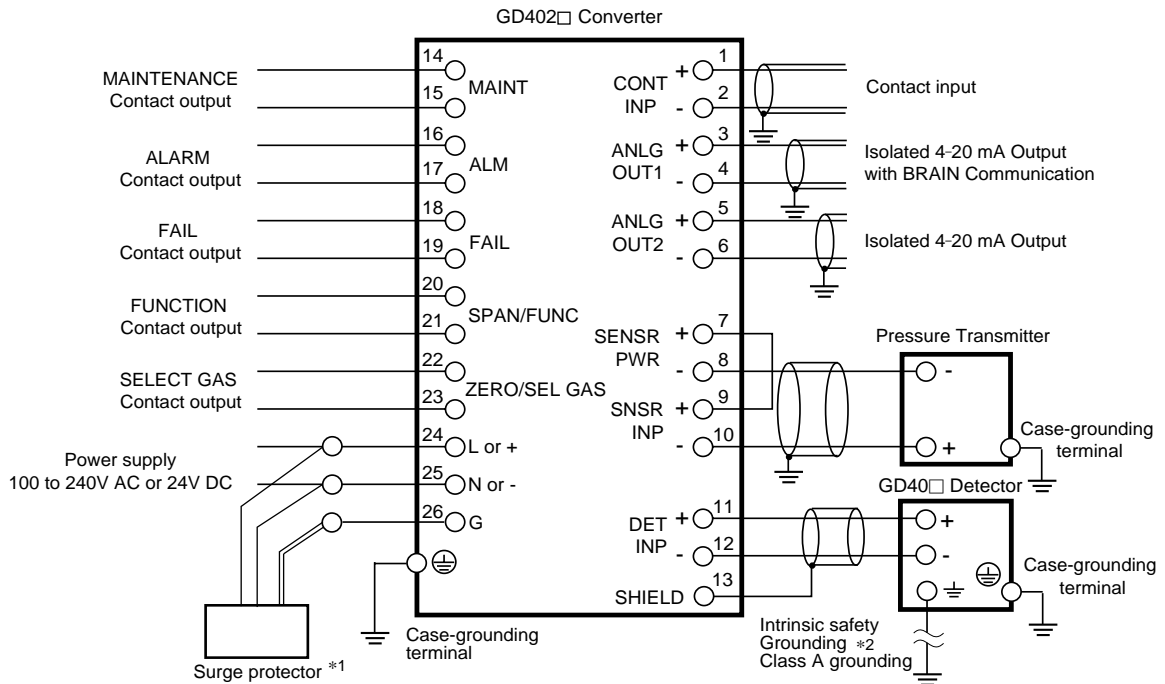 GD402□ Converter
MAINTENANCE
Contact output
14
15
MAINT
ALARM
Contact output
16
17
ALM
FAIL
Contact output
18
19
FAIL
FUNCTION
Contact output
20
21
SPAN/FUNC
SELECT GAS
Contact output
22
23
ZERO/SEL GAS
Power supply
100 to 240V AC or 24V DC
24
L or +
25
N or -
26
G
Case-grounding
terminal
Surge protector *1
CONT
INP
+
1
-
2
Contact input
ANLG
OUT1
+
3
-
4
Isolated 4-20 mA Output
with BRAIN Communication
ANLG
OUT2
+
5
-
6
Isolated 4-20 mA Output
SENSR
PWR
+
7
-
8
SNSR
INP
+
9
-
10
Pressure Transmitter
-
+
Case-grounding
terminal
DET
INP
+
11
-
12
SHIELD
13
GD40□ Detector
+
-
Case-grounding
terminal
Intrinsic safety
Grounding *2
Class A grounding